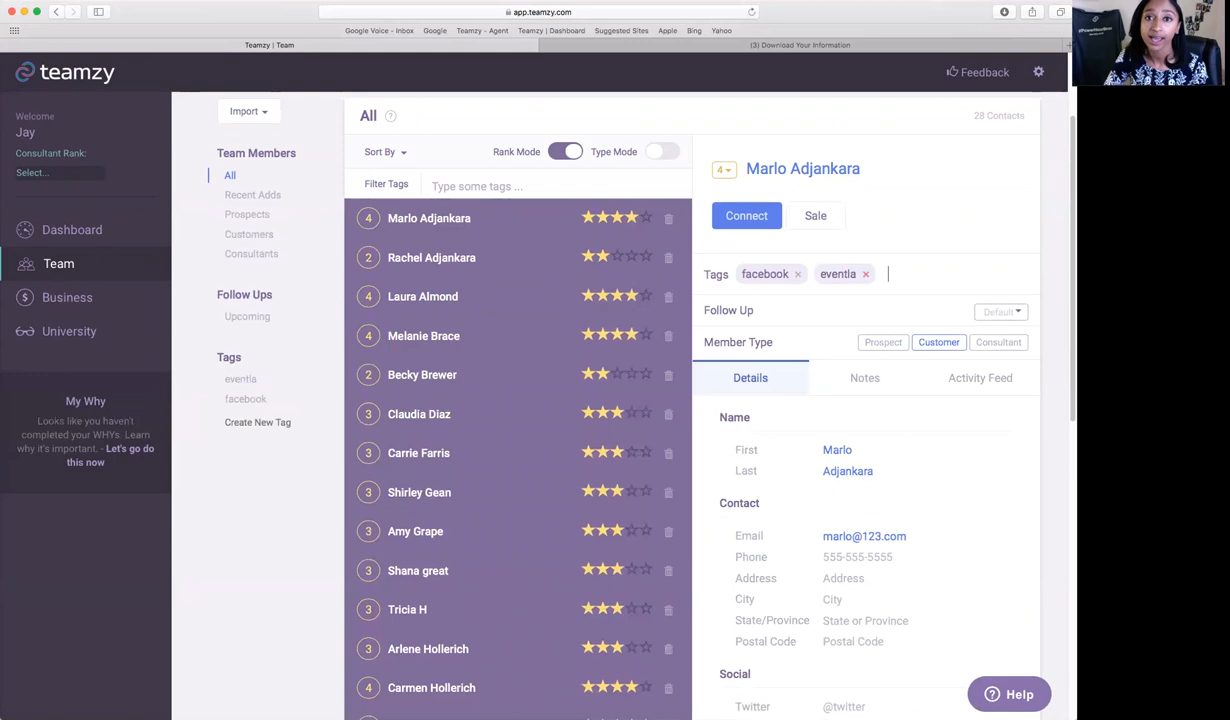 app.teamzy.com
Google Voice - Inbox Google Teamzy - Agent Teamzy | Dashboard Suggested Sites Apple Bing Yahoo
Teamzy | Team (3) Download Your Information
teamzy
Feedback
Welcome
Jay
Consultant Rank:
Select...
Dashboard
Team
Business
University
My Why
Looks like you haven't
completed your WHYs. Learn
why it's important. - Let's go do
this now
Import
Team Members
All
Recent Adds
Prospects
Customers
Consultants
Follow Ups
Upcoming
Tags
eventla
facebook
Create New Tag
All ?
28 Contacts
Sort By
Rank Mode
Type Mode
Filter Tags Type some tags ...
4 Marlo Adjankara
2 Rachel Adjankara
4 Laura Almond
4 Melanie Brace
2 Becky Brewer
3 Claudia Diaz
3 Carrie Farris
3 Shirley Gean
3 Amy Grape
3 Shana great
3 Tricia H
3 Arlene Hollerich
4 Carmen Hollerich
4 Marlo Adjankara
Connect Sale
Tags facebook × eventla ×
Follow Up Default
Member Type Prospect Customer Consultant
Details Notes Activity Feed
Name
First Marlo
Last Adjankara
Contact
Email marlo@123.com
Phone 555-555-5555
Address Address
City City
State/Province State or Province
Postal Code Postal Code
Social
Twitter @twitter
? Help